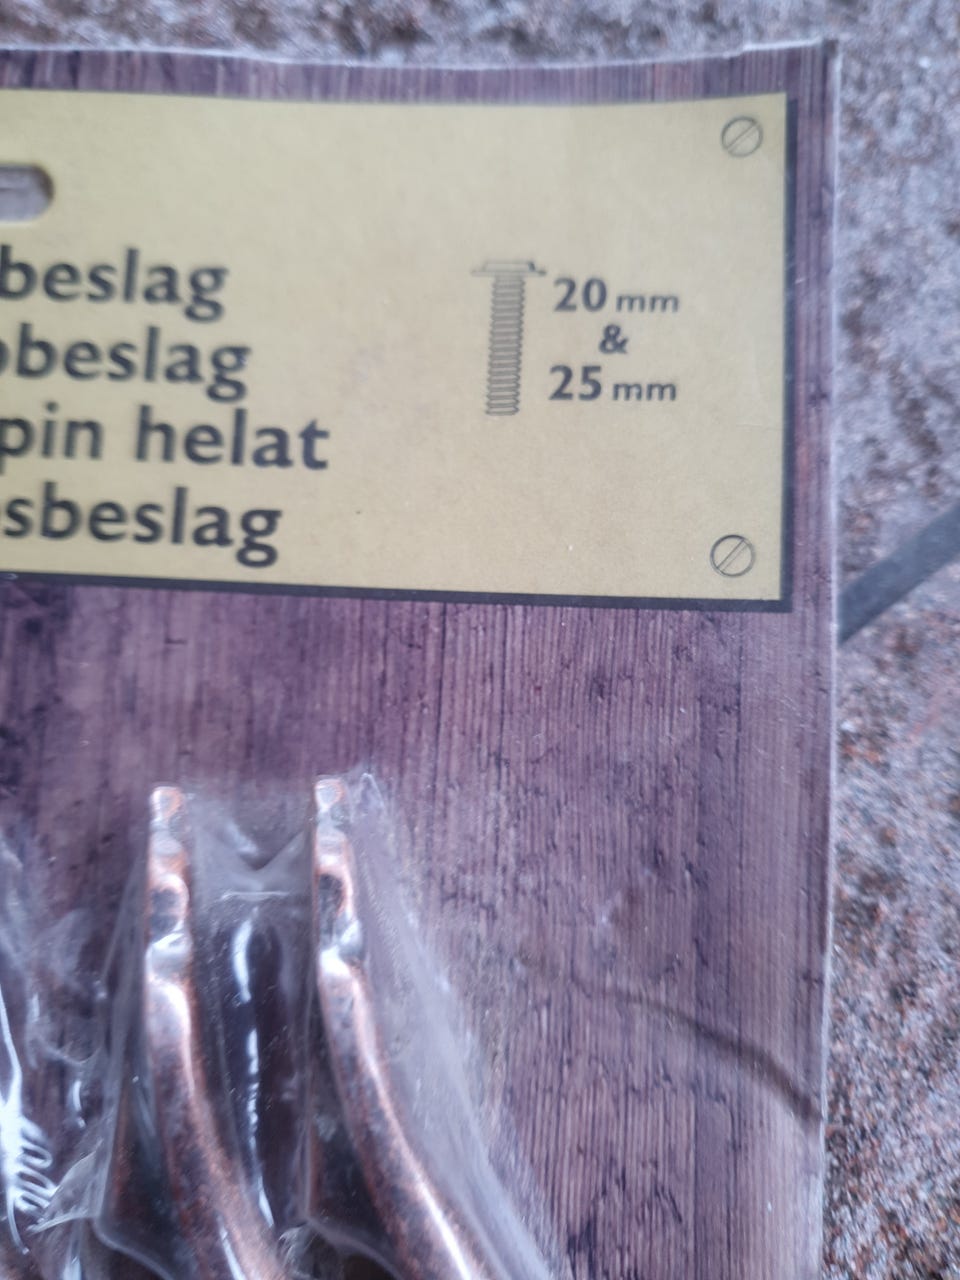 beslag
beslag
pin helat
sbeslag
20 mm
&
25 mm